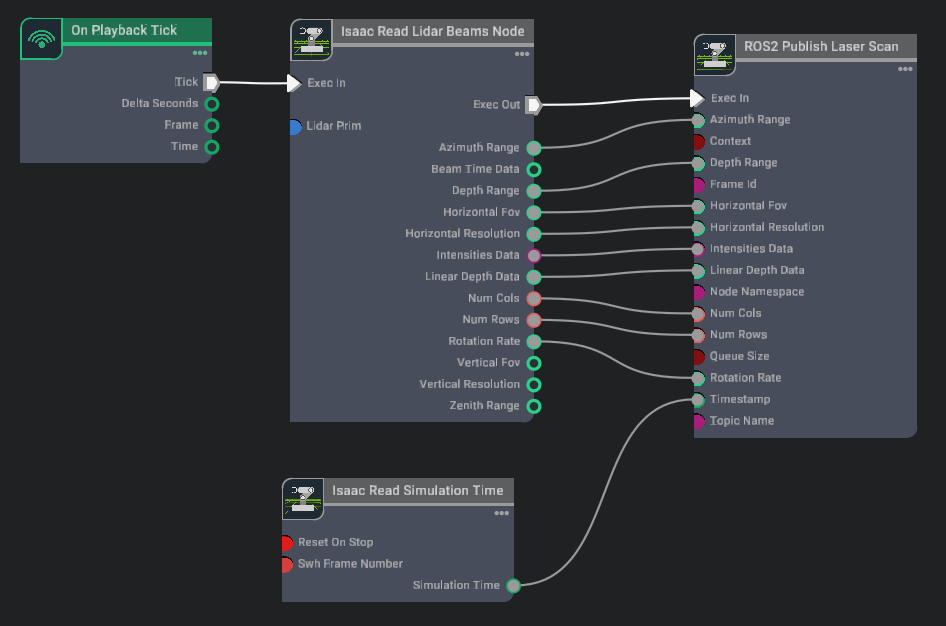 On Playback Tick
Tick
Delta Seconds
Frame
Time
Isaac Read Lidar Beams Node
Exec In
Exec Out
Lidar Prim
Azimuth Range
Beam Time Data
Depth Range
Horizontal Fov
Horizontal Resolution
Intensities Data
Linear Depth Data
Num Cols
Num Rows
Rotation Rate
Vertical Fov
Vertical Resolution
Zenith Range
ROS2 Publish Laser Scan
Exec In
Azimuth Range
Context
Depth Range
Frame Id
Horizontal Fov
Horizontal Resolution
Intensities Data
Linear Depth Data
Node Namespace
Num Cols
Num Rows
Queue Size
Rotation Rate
Timestamp
Topic Name
Isaac Read Simulation Time
Reset On Stop
Swh Frame Number
Simulation Time